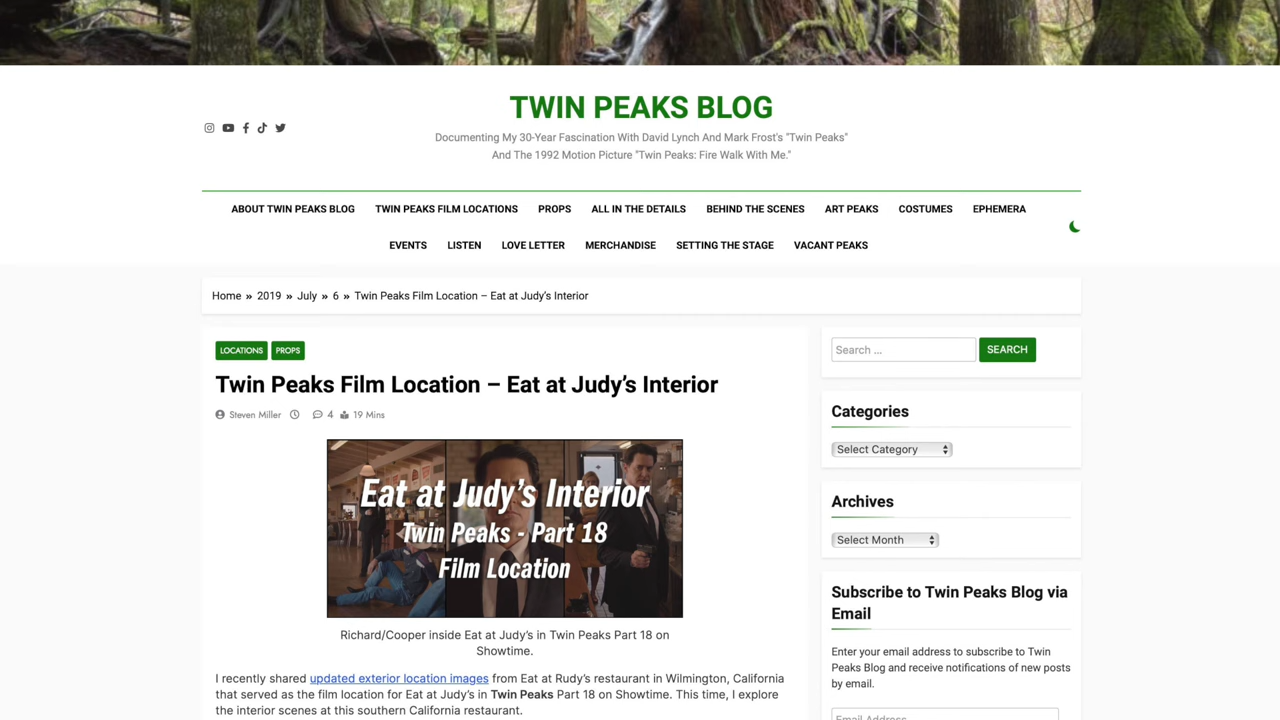 TWIN PEAKS BLOG
Documenting My 30-Year Fascination With David Lynch And Mark Frost's "Twin Peaks"
And The 1992 Motion Picture "Twin Peaks: Fire Walk With Me."
ABOUT TWIN PEAKS BLOG TWIN PEAKS FILM LOCATIONS PROPS ALL IN THE DETAILS BEHIND THE SCENES ART PEAKS COSTUMES EPHEMERA
EVENTS LISTEN LOVE LETTER MERCHANDISE SETTING THE STAGE VACANT PEAKS
Home » 2019 » July » 6 » Twin Peaks Film Location – Eat at Judy's Interior
LOCATIONS PROPS
Twin Peaks Film Location – Eat at Judy's Interior
Steven Miller 4 19 Mins
Eat at Judy's Interior
Twin Peaks - Part 18
Film Location
Richard/Cooper inside Eat at Judy's in Twin Peaks Part 18 on
Showtime.
I recently shared updated exterior location images from Eat at Rudy's restaurant in Wilmington, California
that served as the film location for Eat at Judy's in Twin Peaks Part 18 on Showtime. This time, I explore
the interior scenes at this southern California restaurant.
Search ... SEARCH
Categories
Select Category
Archives
Select Month
Subscribe to Twin Peaks Blog via
Email
Enter your email address to subscribe to Twin
Peaks Blog and receive notifications of new posts
by email.
Email Address